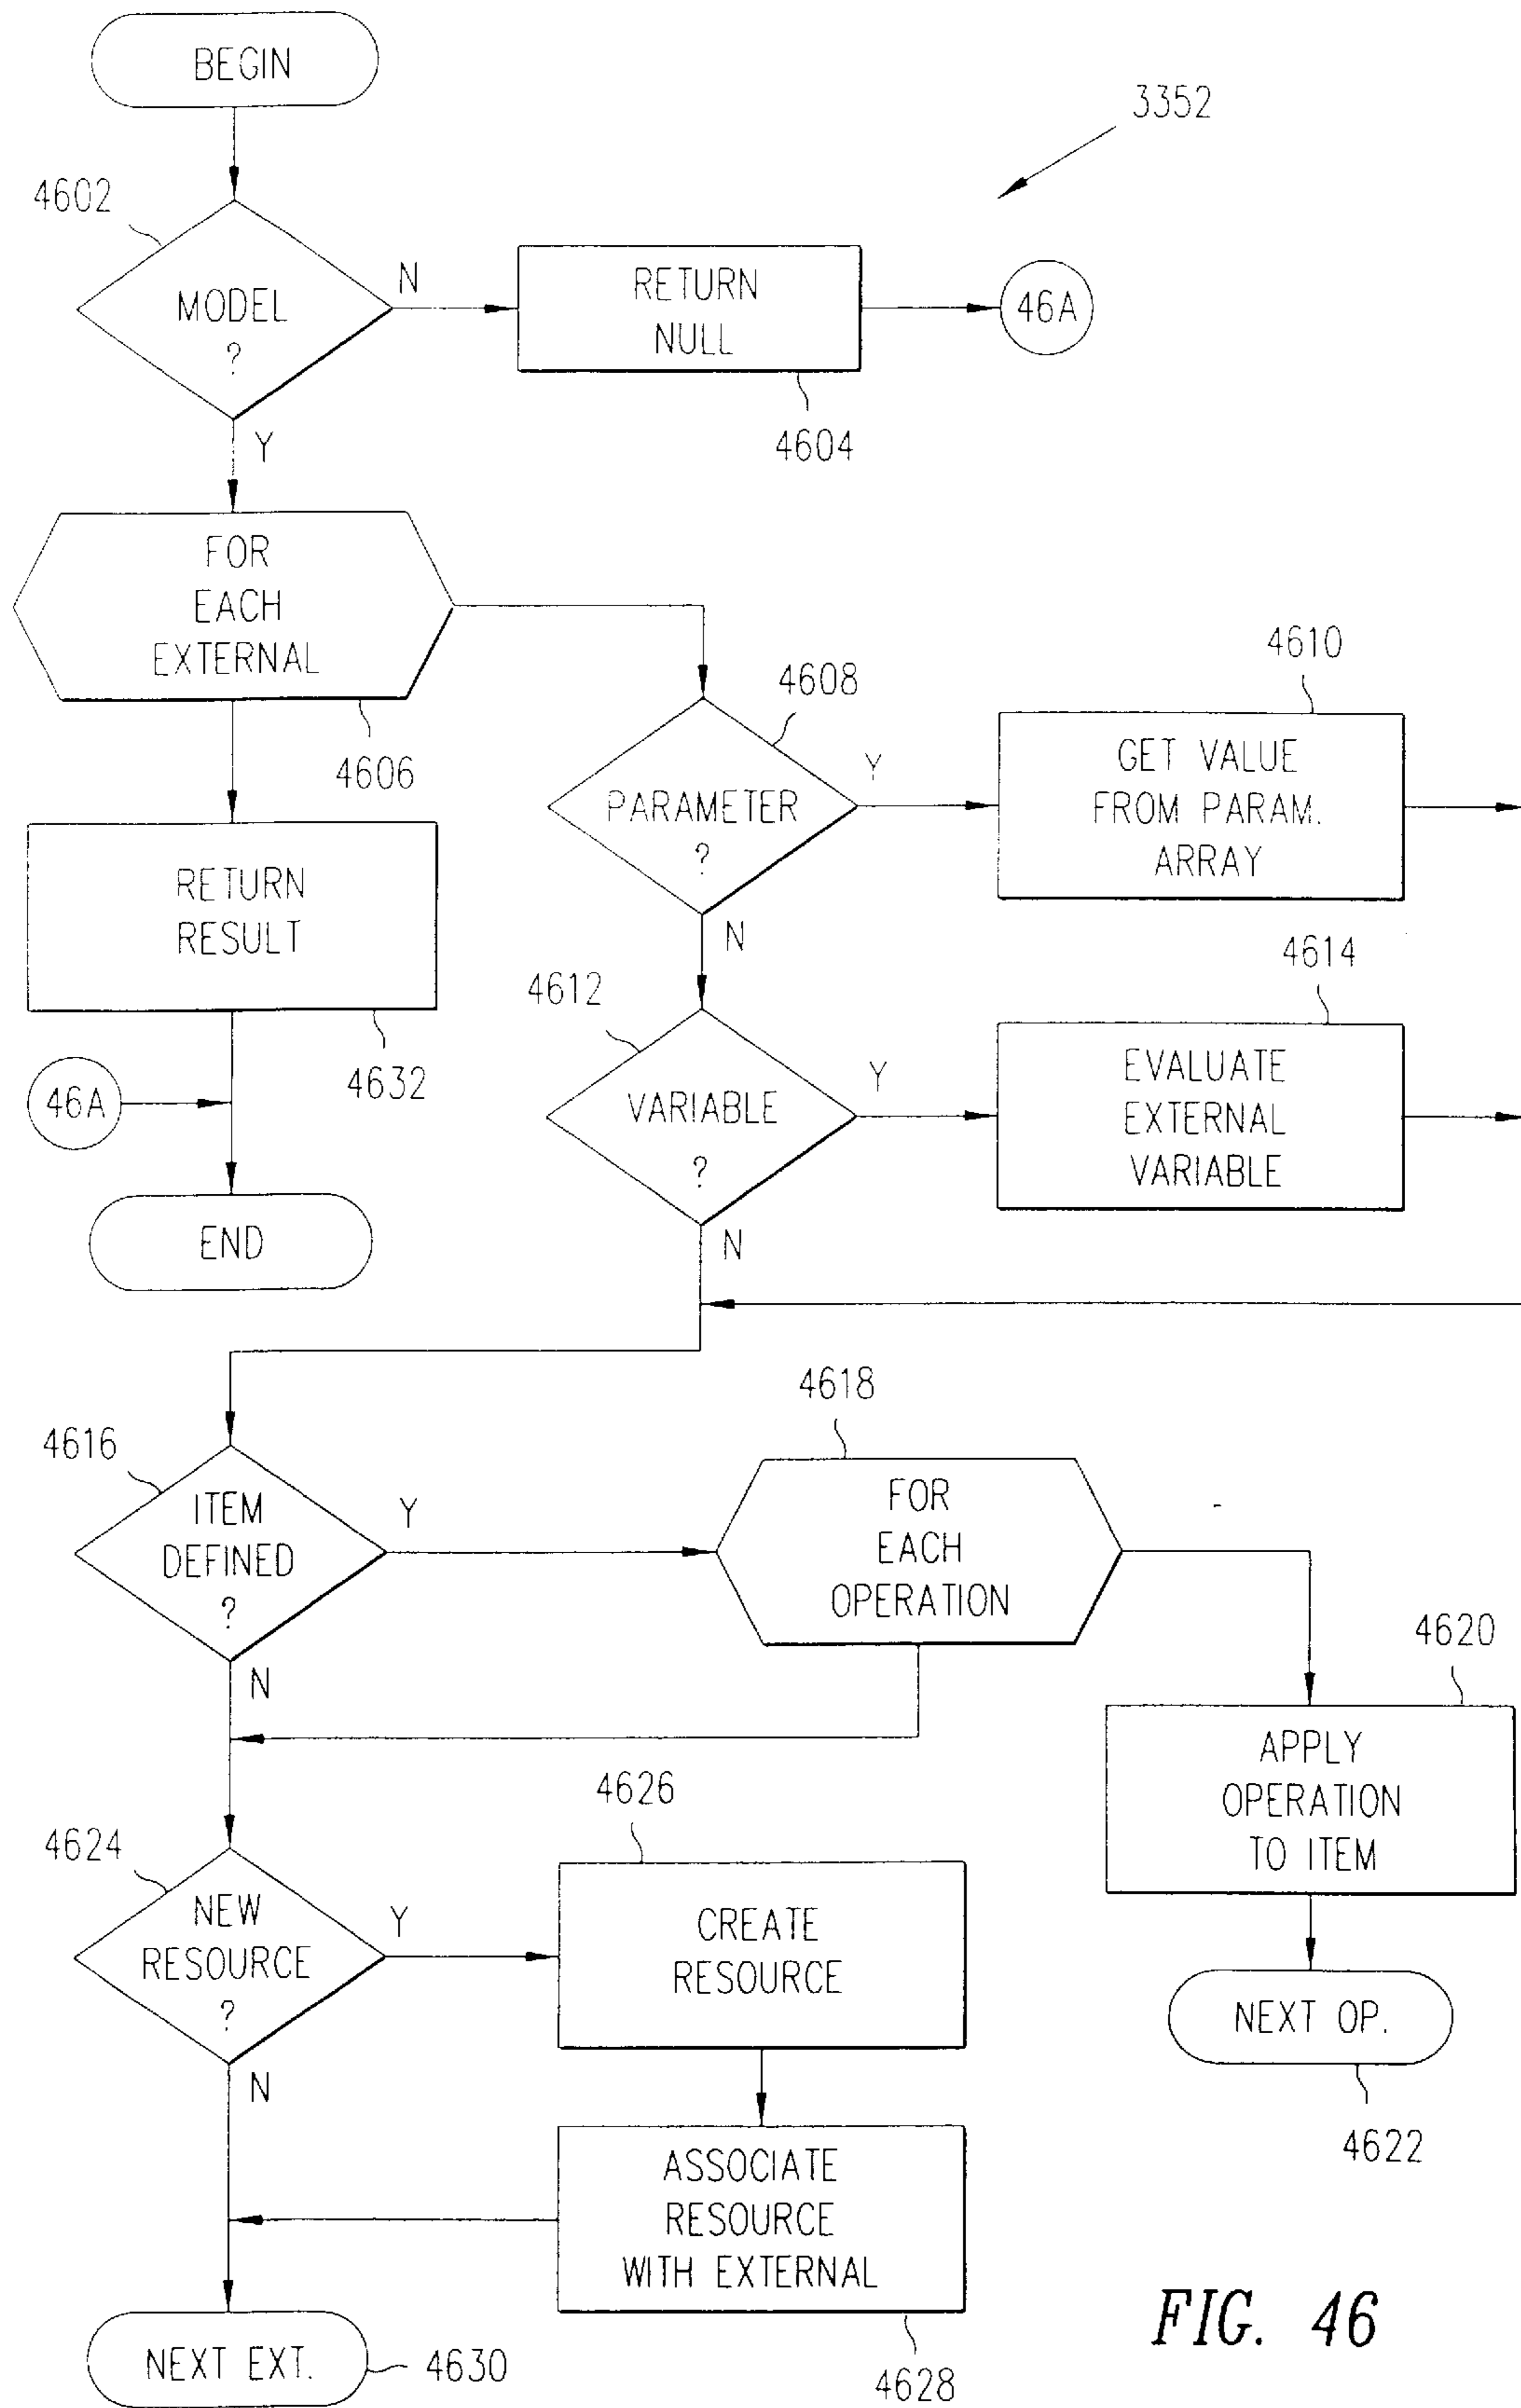 BEGIN
3352
4602
MODEL
?
N
RETURN
NULL
46A
4604
Y
FOR
EACH
EXTERNAL
4606
4608
PARAMETER
?
Y
4610
GET VALUE
FROM PARAM.
ARRAY
N
RETURN
RESULT
4632
46A
END
4612
VARIABLE
?
Y
4614
EVALUATE
EXTERNAL
VARIABLE
N
4616
ITEM
DEFINED
?
Y
4618
FOR
EACH
OPERATION
N
4620
APPLY
OPERATION
TO ITEM
NEXT OP.
4622
4624
NEW
RESOURCE
?
Y
4626
CREATE
RESOURCE
N
ASSOCIATE
RESOURCE
WITH EXTERNAL
4628
NEXT EXT.
4630
FIG. 46